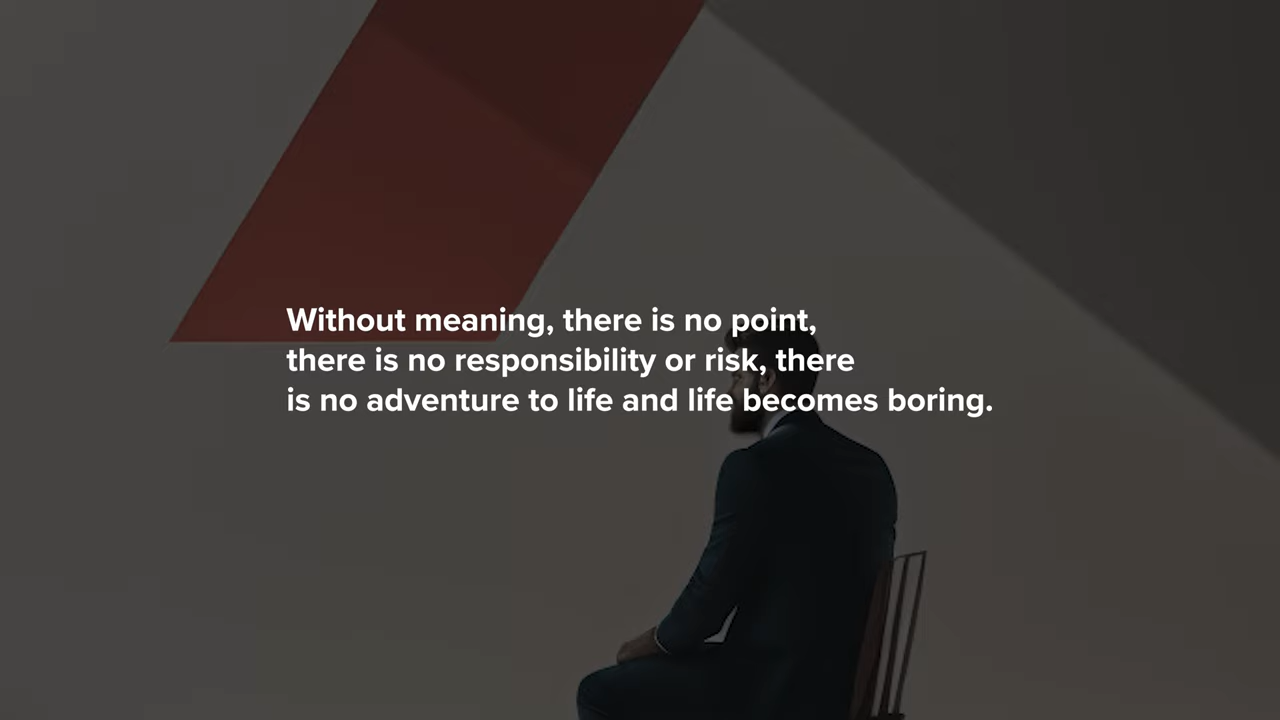 Without meaning, there is no point,
there is no responsibility or risk, there
is no adventure to life and life becomes boring.